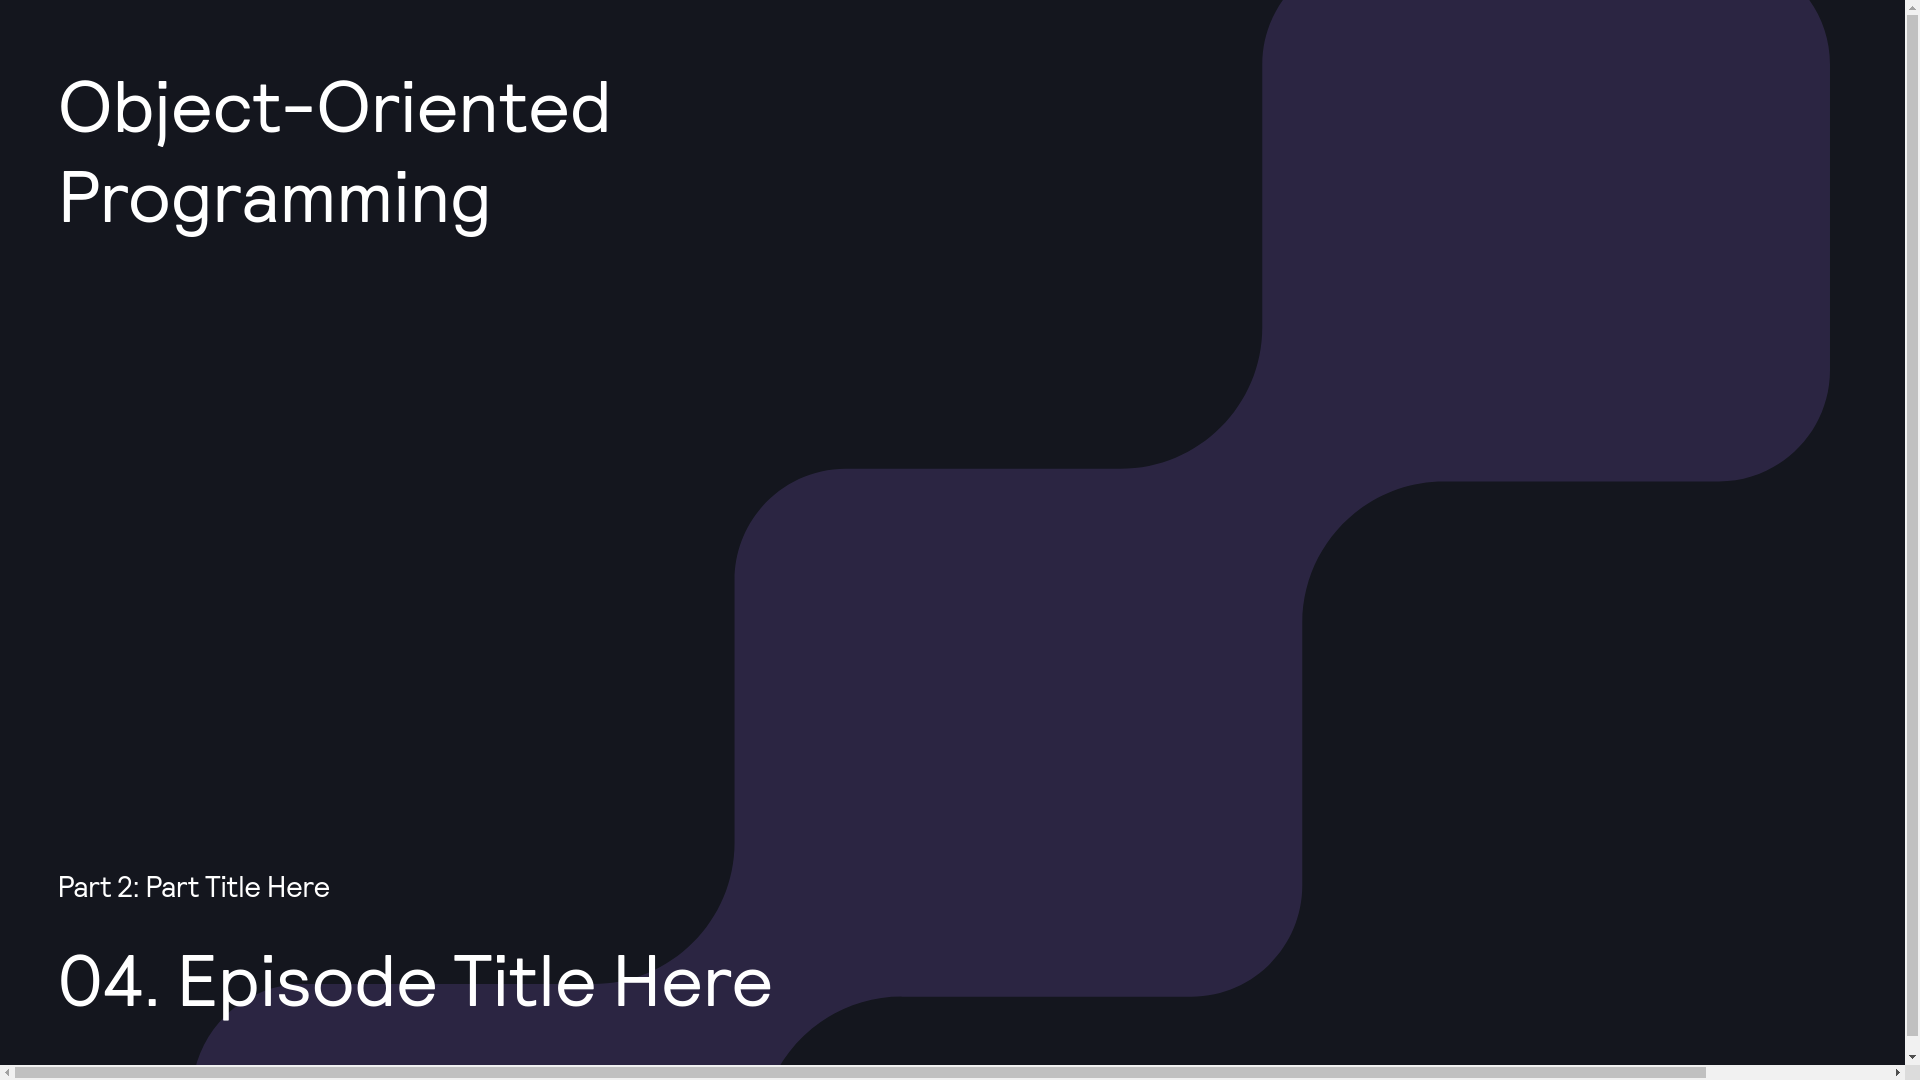 Object-Oriented
Programming
Part 2: Part Title Here
04. Episode Title Here